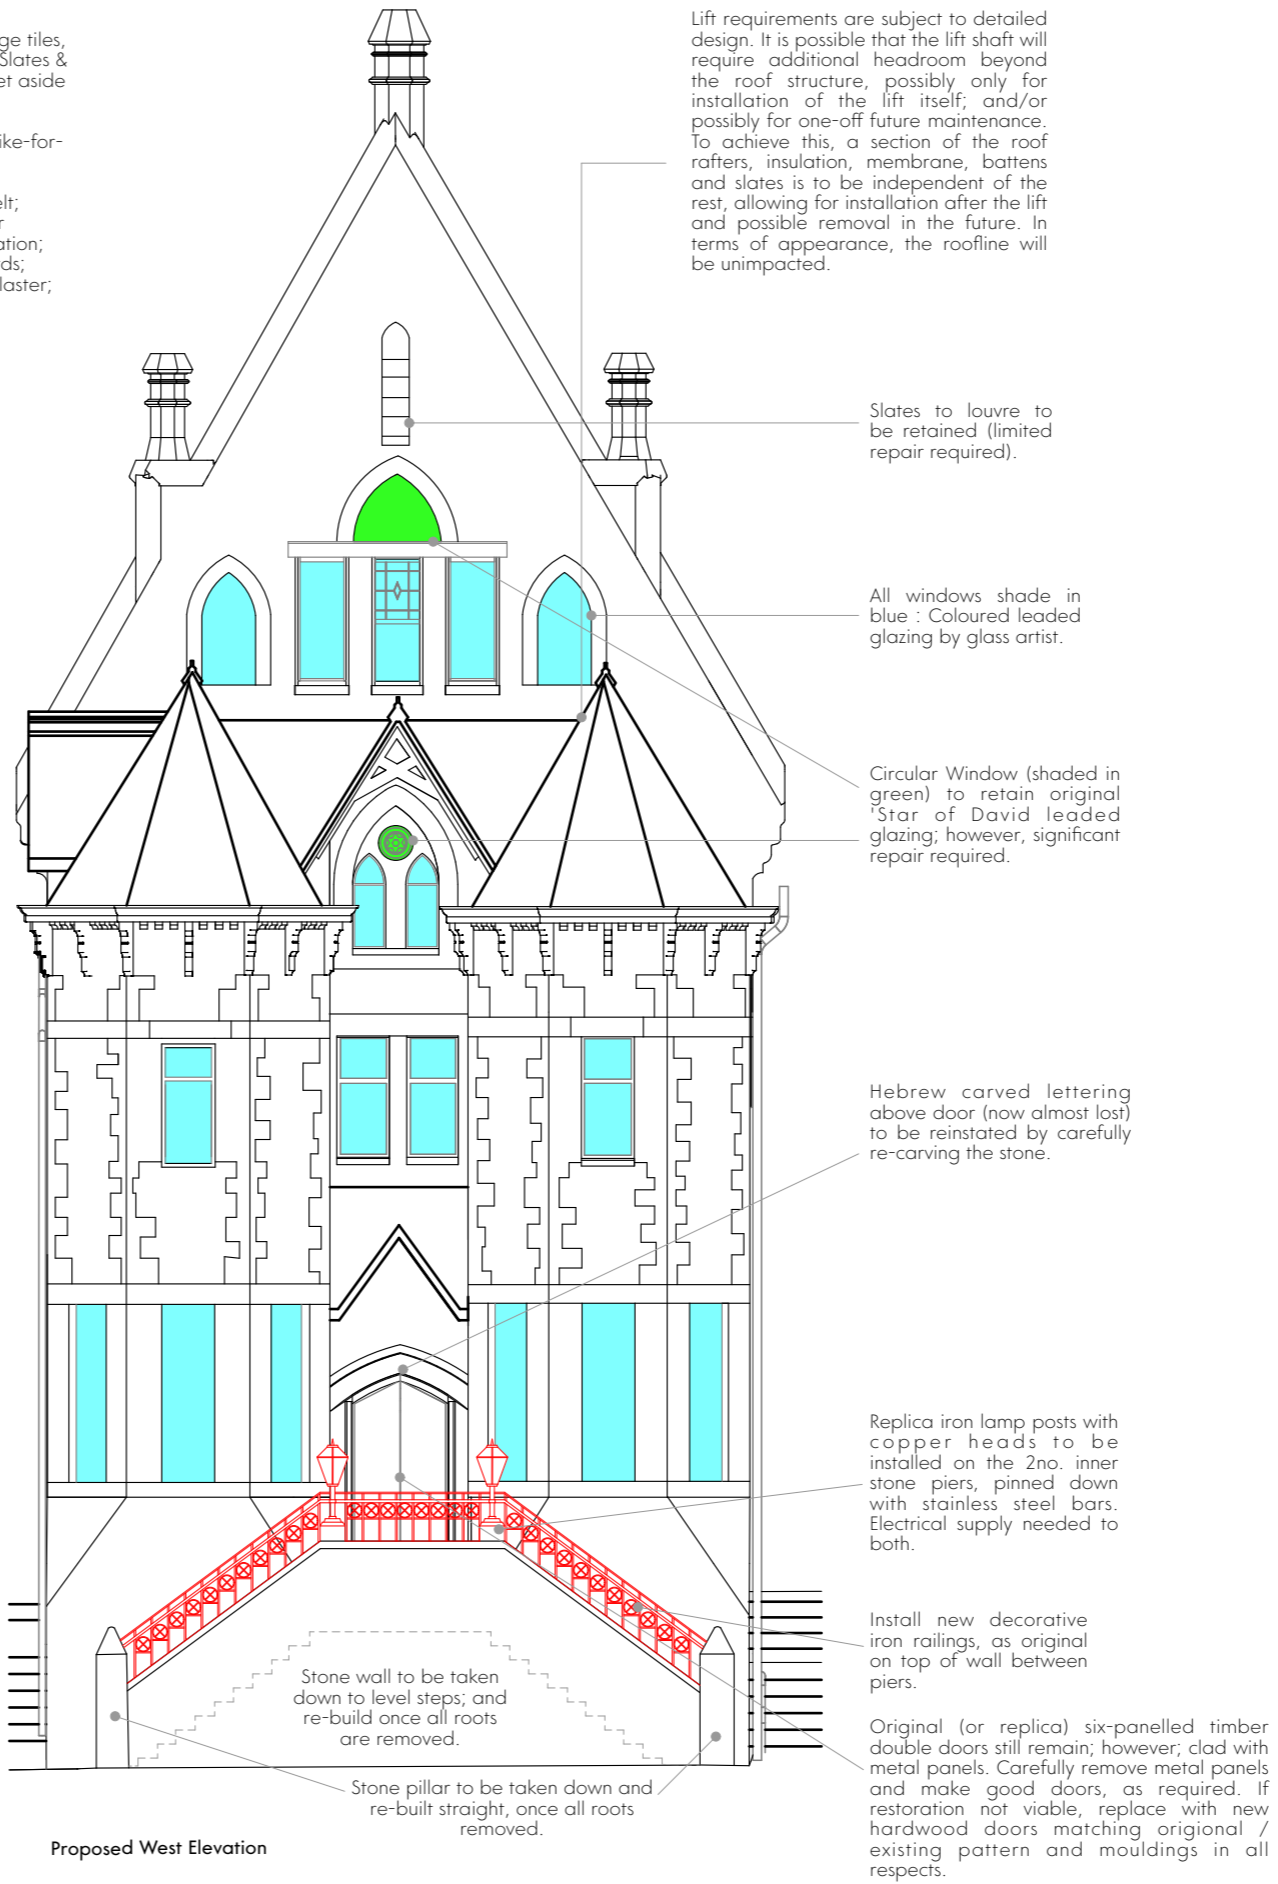 ge tiles,
Slates &
et aside
ike-for-
elt;
r
ation;
rds;
laster;
Lift requirements are subject to detailed
design. It is possible that the lift shaft will
require additional headroom beyond
the roof structure, possibly only for
installation of the lift itself; and/or
possibly for one-off future maintenance.
To achieve this, a section of the roof
rafters, insulation, membrane, battens
and slates is to be independent of the
rest, allowing for installation after the lift
and possible removal in the future. In
terms of appearance, the roofline will
be unimpacted.
Slates to louvre to
be retained (limited
repair required).
All windows shade in
blue : Coloured leaded
glazing by glass artist.
Circular Window (shaded in
green) to retain original
'Star of David leaded
glazing; however, significant
repair required.
Hebrew carved lettering
above door (now almost lost)
to be reinstated by carefully
re-carving the stone.
Replica iron lamp posts with
copper heads to be
installed on the 2no. inner
stone piers, pinned down
with stainless steel bars.
Electrical supply needed to
both.
Install new decorative
iron railings, as original
on top of wall between
piers.
Original (or replica) six-panelled timber
double doors still remain; however; clad with
metal panels. Carefully remove metal panels
and make good doors, as required. If
restoration not viable, replace with new
hardwood doors matching origional /
existing pattern and mouldings in all
respects.
Stone wall to be taken
down to level steps; and
re-build once all roots
are removed.
Stone pillar to be taken down and
re-built straight, once all roots
removed.
Proposed West Elevation